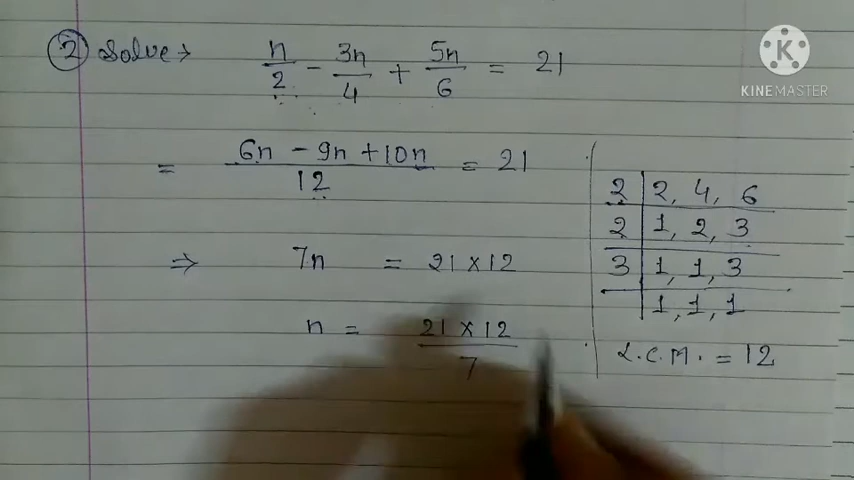 ② Solve → n/2 - 3n/4 + 5n/6 = 21
= (6n - 9n + 10n)/12 = 21
⇒ 7n = 21 × 12
n = (21 × 12)/7
2 | 2, 4, 6
2 | 1, 2, 3
3 | 1, 1, 3
1, 1, 1
L.C.M. = 12
K
KINEMASTER